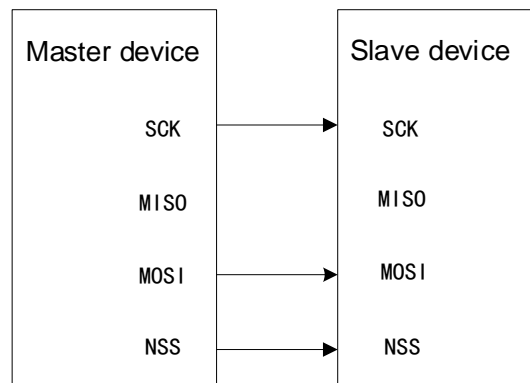 Master device
SCK
MISO
MOSI
NSS
Slave device
SCK
MISO
MOSI
NSS